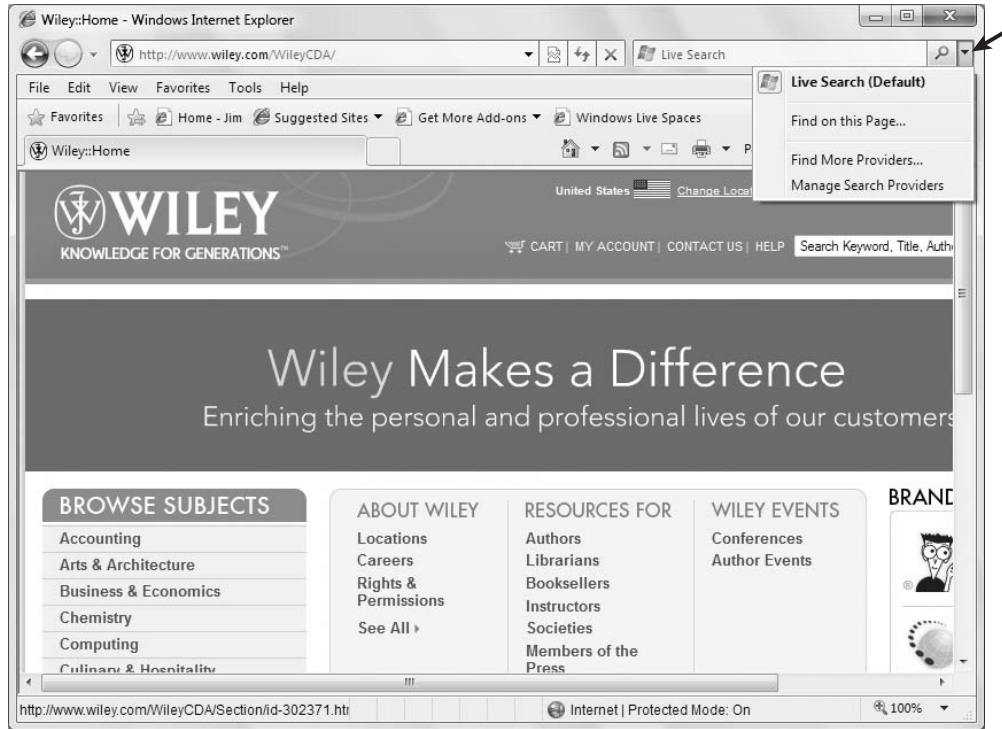 Wiley::Home - Windows Internet Explorer
http://www.wiley.com/WileyCDA/
Live Search
File Edit View Favorites Tools Help
Live Search (Default)
Find on this Page...
Find More Providers...
Manage Search Providers
Favorites Home - Jim Suggested Sites Get More Add-ons Windows Live Spaces
Wiley::Home
P
WILEY
KNOWLEDGE FOR GENERATIONS™
United States Change Locat
CART | MY ACCOUNT | CONTACT US | HELP Search Keyword, Title, Autho
Wiley Makes a Difference
Enriching the personal and professional lives of our customers
BROWSE SUBJECTS
Accounting
Arts & Architecture
Business & Economics
Chemistry
Computing
Culinary & Hospitality
ABOUT WILEY
Locations
Careers
Rights &
Permissions
See All
RESOURCES FOR
Authors
Librarians
Booksellers
Instructors
Societies
Members of the
Press
WILEY EVENTS
Conferences
Author Events
BRAND
®
http://www.wiley.com/WileyCDA/Section/id-302371.htr
Internet | Protected Mode: On
100%